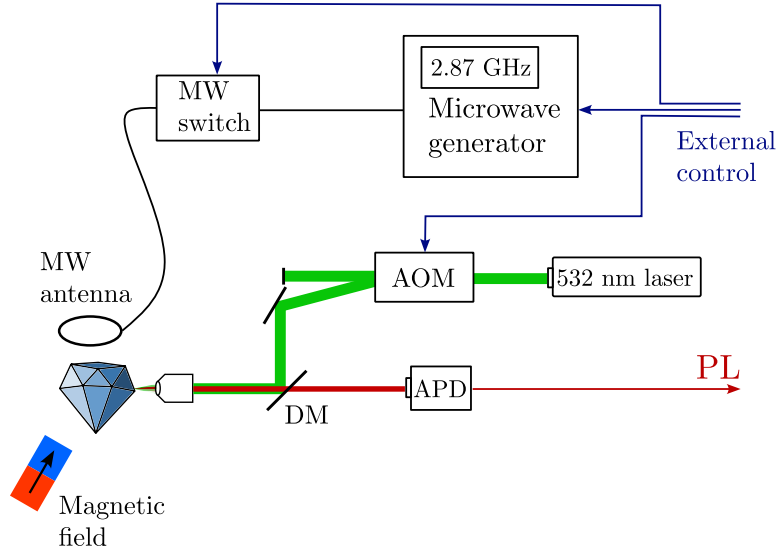 2.87 GHz
MW
switch
Microwave
generator
External
control
MW
antenna
AOM
532 nm laser
PL
APD
DM
Magnetic
field